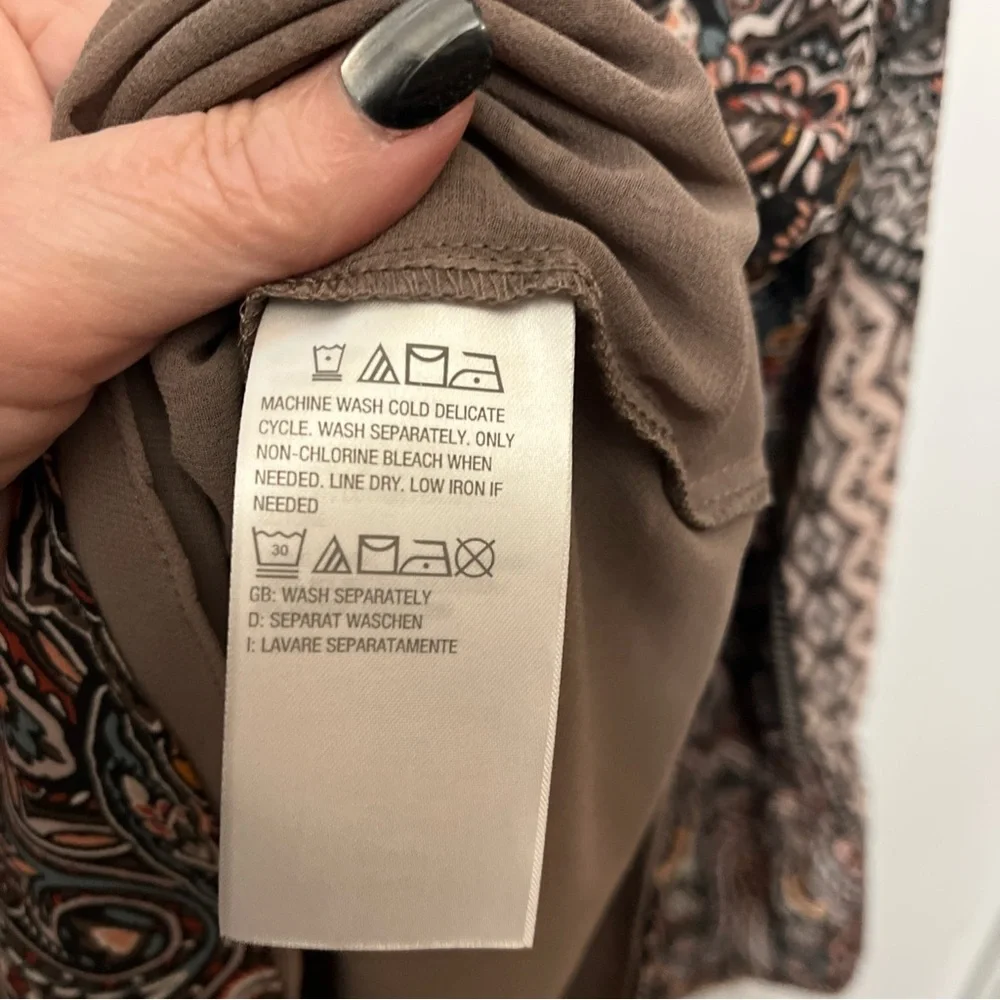 MACHINE WASH COLD DELICATE
CYCLE. WASH SEPARATELY. ONLY
NON-CHLORINE BLEACH WHEN
NEEDED. LINE DRY. LOW IRON IF
NEEDED
30
GB: WASH SEPARATELY
D: SEPARAT WASCHEN
I: LAVARE SEPARATAMENTE